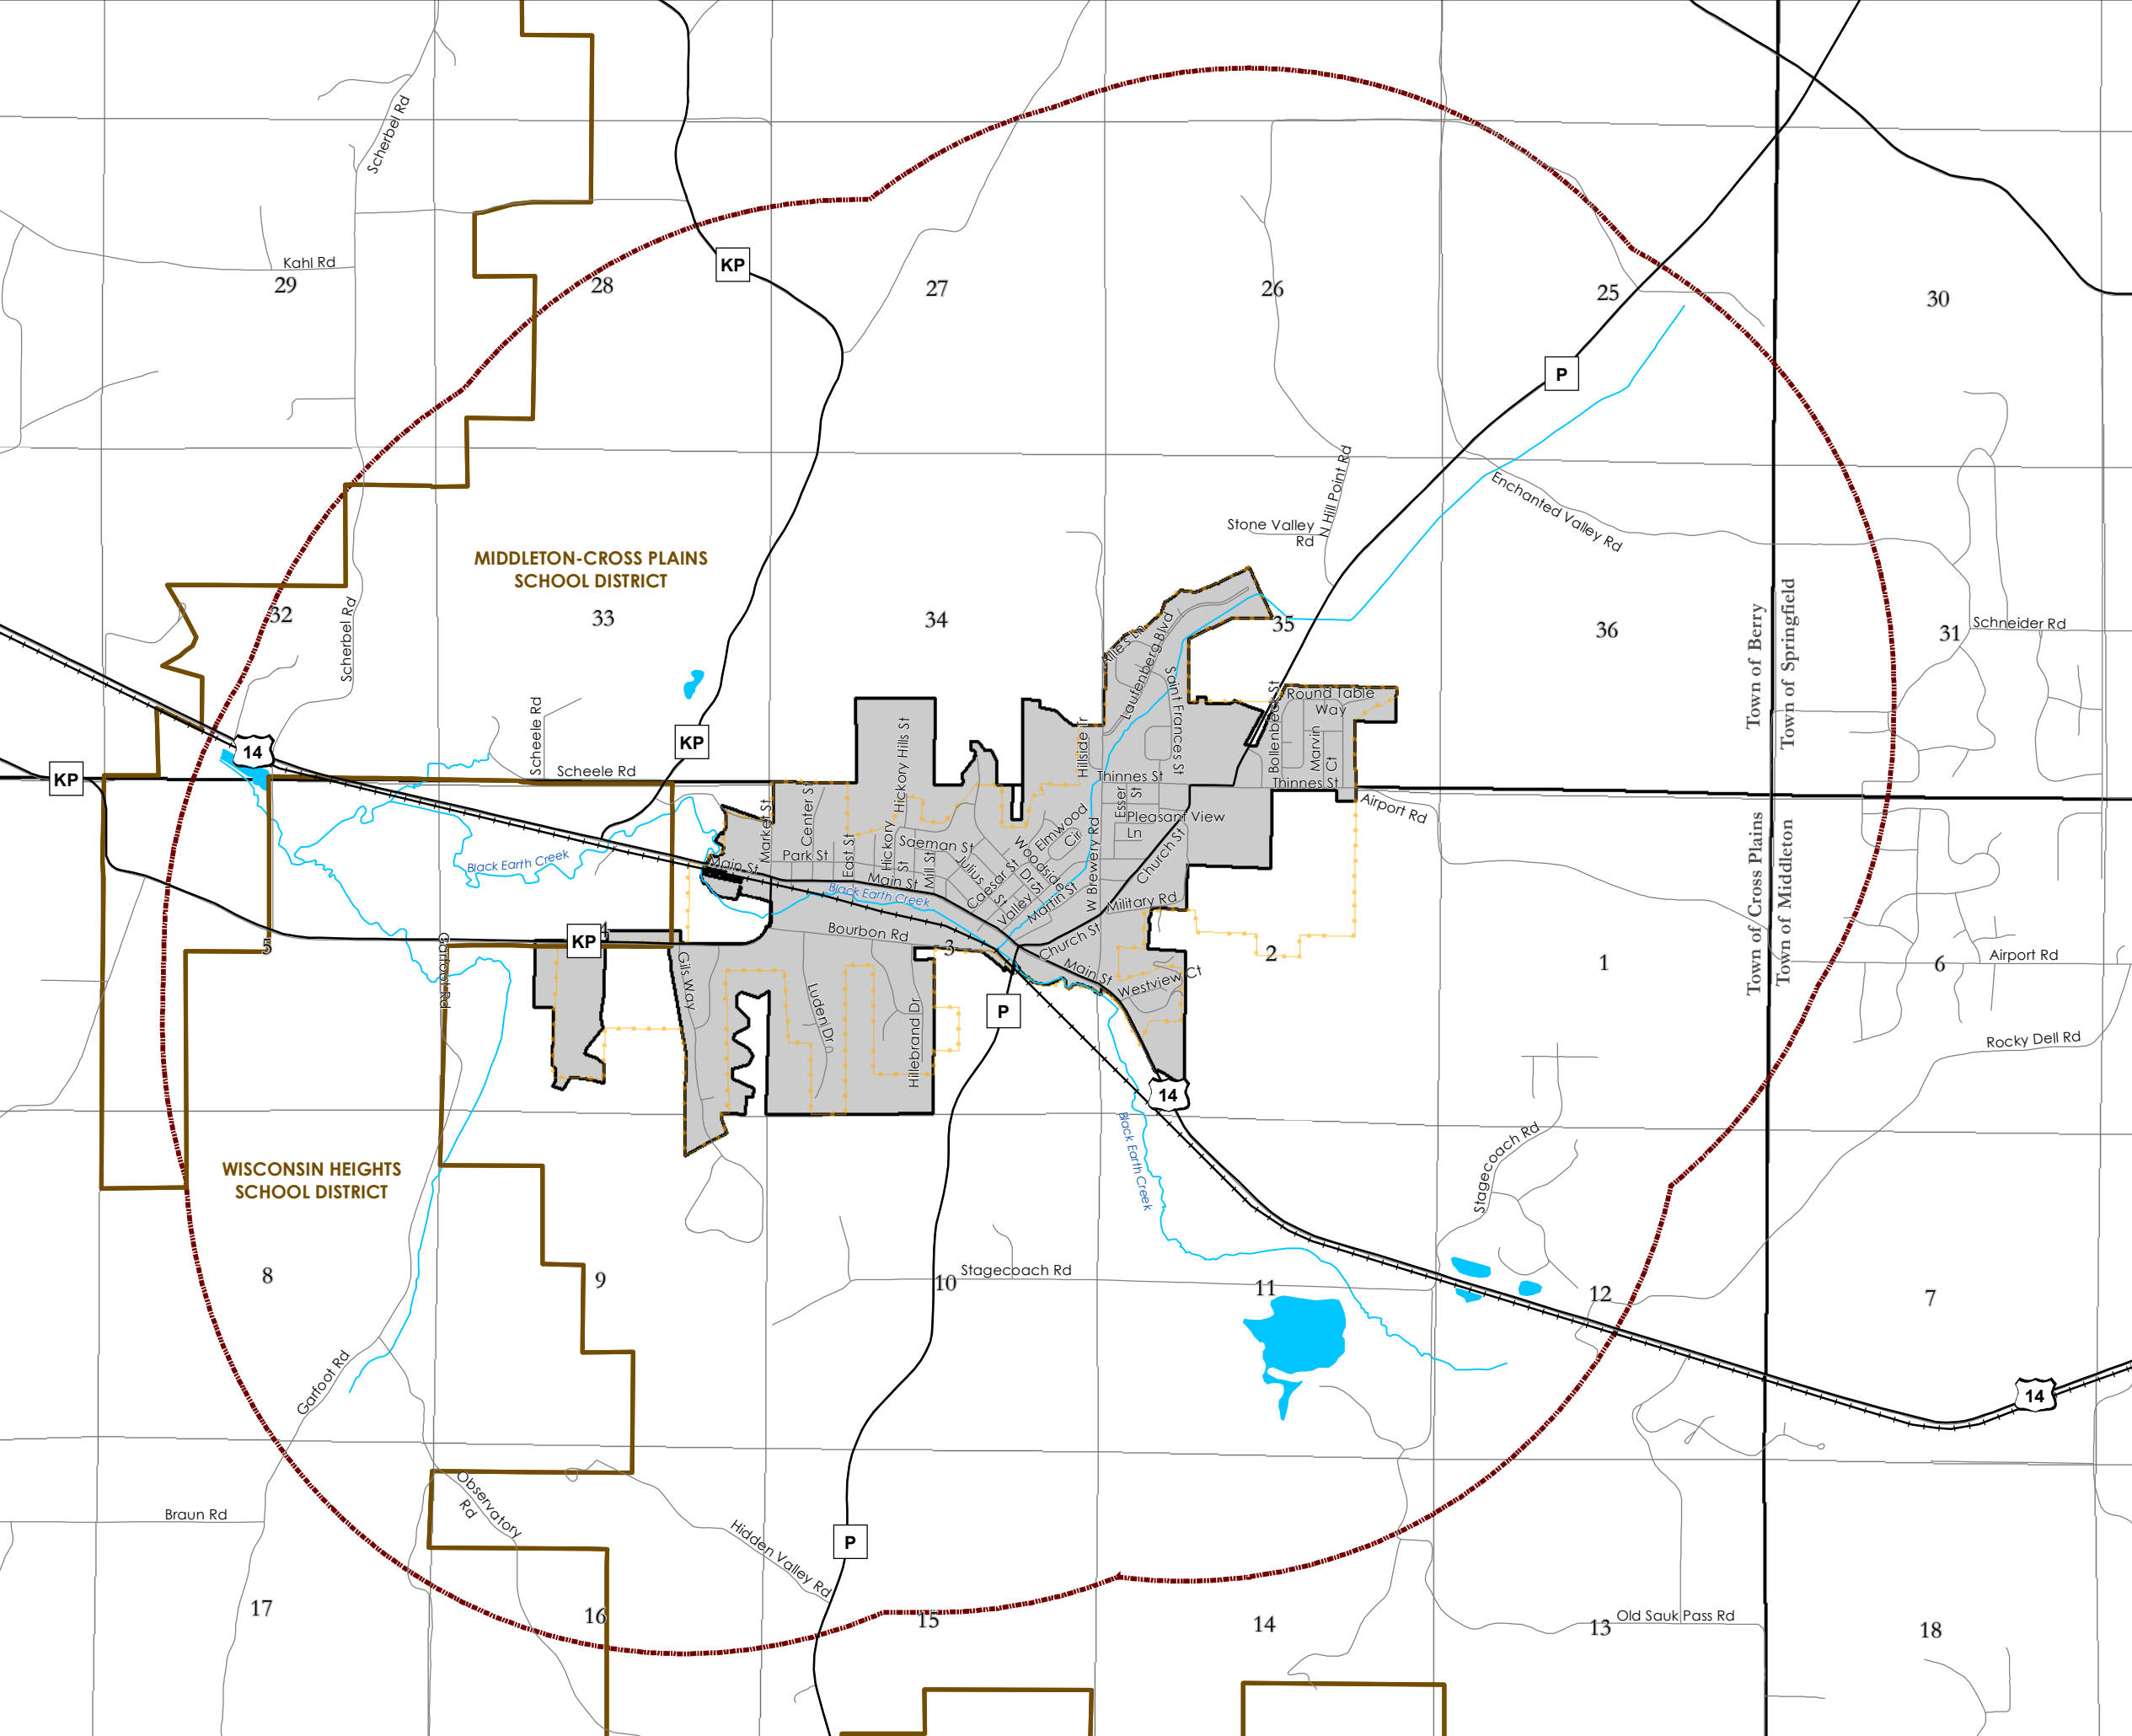 Scherbel Rd
KP
Kahl Rd
29
28
27
26
25
30
P
N Hill Point Rd
Stone Valley
Rd
Enchanted Valley Rd
MIDDLETON-CROSS PLAINS
SCHOOL DISTRICT
32
33
34
35
36
31
Scherbel Rd
Town of Berry
Town of Springfield
Schneider Rd
Laufenberg Blvd
Saint Frances St
Round Table
Way
Bollenbeck St
Marvin
Ct
Scheele Rd
Scheele Rd
14
KP
KP
Hickory Hills St
Hillside Tr
Thinnes St
Thinnes St
Airport Rd
Market St
Center St
East St
Hickory
St
Mill St
Park St
Saeman St
Julius
St
Caesar St
Woodside
Dr
Valley St
Martin St
Elmwood
Cir
Esser
St
Pleasant View
Ln
W Brewery Rd
Church St
Military Rd
Main St
Main St
Black Earth Creek
Black Earth Creek
Bourbon Rd
Church St
Main St
Westview Ct
KP
4
5
3
2
1
6
Garfoot Rd
Gils Way
Luden Dr
Hillebrand Dr
P
14
Town of Cross Plains
Town of Middleton
Airport Rd
Rocky Dell Rd
Stagecoach Rd
Black Earth Creek
WISCONSIN HEIGHTS
SCHOOL DISTRICT
8
9
10
Stagecoach Rd
11
12
7
Garfoot Rd
14
Observatory
Rd
Braun Rd
Hidden Valley Rd
P
17
16
15
14
13
Old Sauk Pass Rd
18